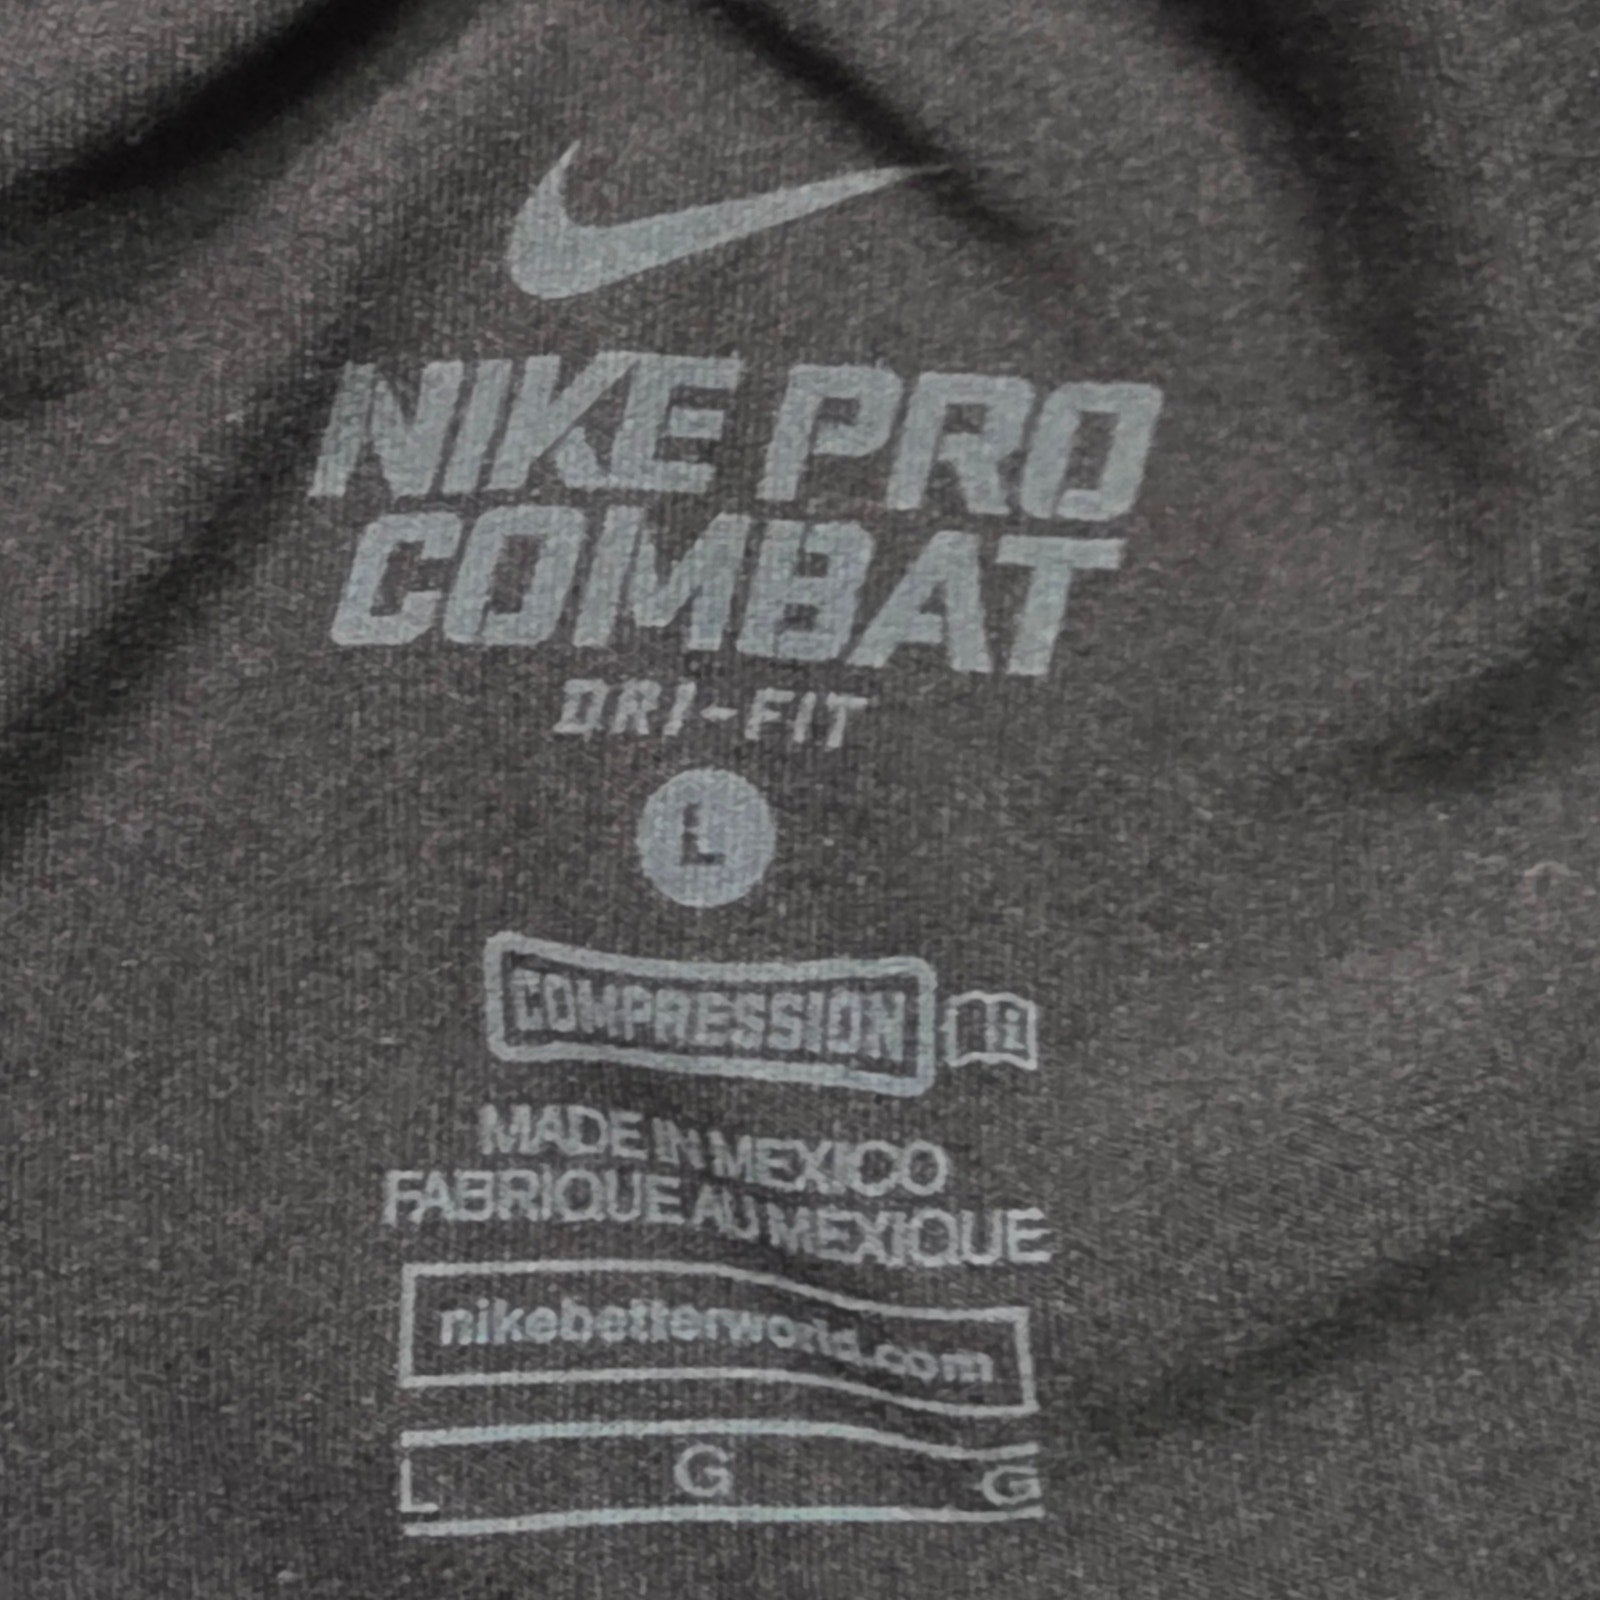 NIKE PRO
COMBAT
DRI-FIT
L
COMPRESSION
MADE IN MEXICO
FABRIQUE AU MEXIQUE
nikebetterworld.com
L G G